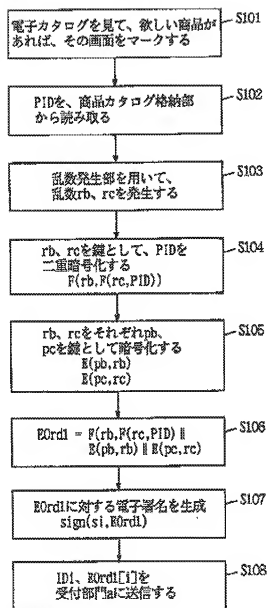 電子カタログを見て、欲しい商品が
あれば、その画面をマークする
S101
PIDを、商品カタログ格納部
から読み取る
S102
乱数発生部を用いて、
乱数rb、rcを発生する
S103
rb、rcを鍵として、PIDを
二重暗号化する
F(rb,F(rc,PID))
S104
rb、rcをそれぞれpb、
pcを鍵として暗号化する
E(pb,rb)
E(pc,rc)
S105
EOrd1 = F(rb,F(rc,PID)‖
E(pb,rb)‖E(pc,rc)
S106
EOrd1に対する電子署名を生成
sign(si,EOrd1)
S107
ID1、EOrd1[i]を
受付部門aに送信する
S108